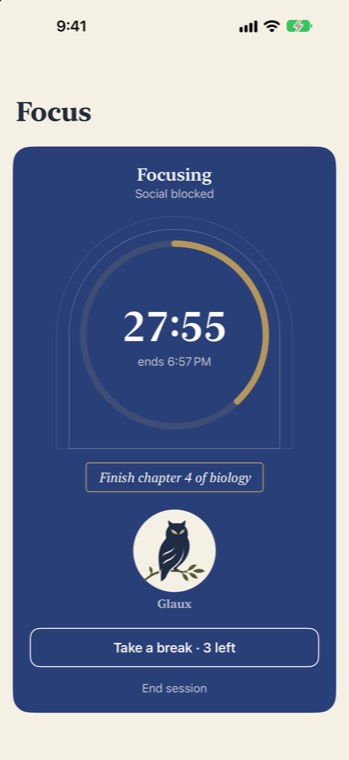 9:41
Focus
Focusing
Social blocked
27:55
ends 6:57 PM
Finish chapter 4 of biology
Glaux
Take a break · 3 left
End session